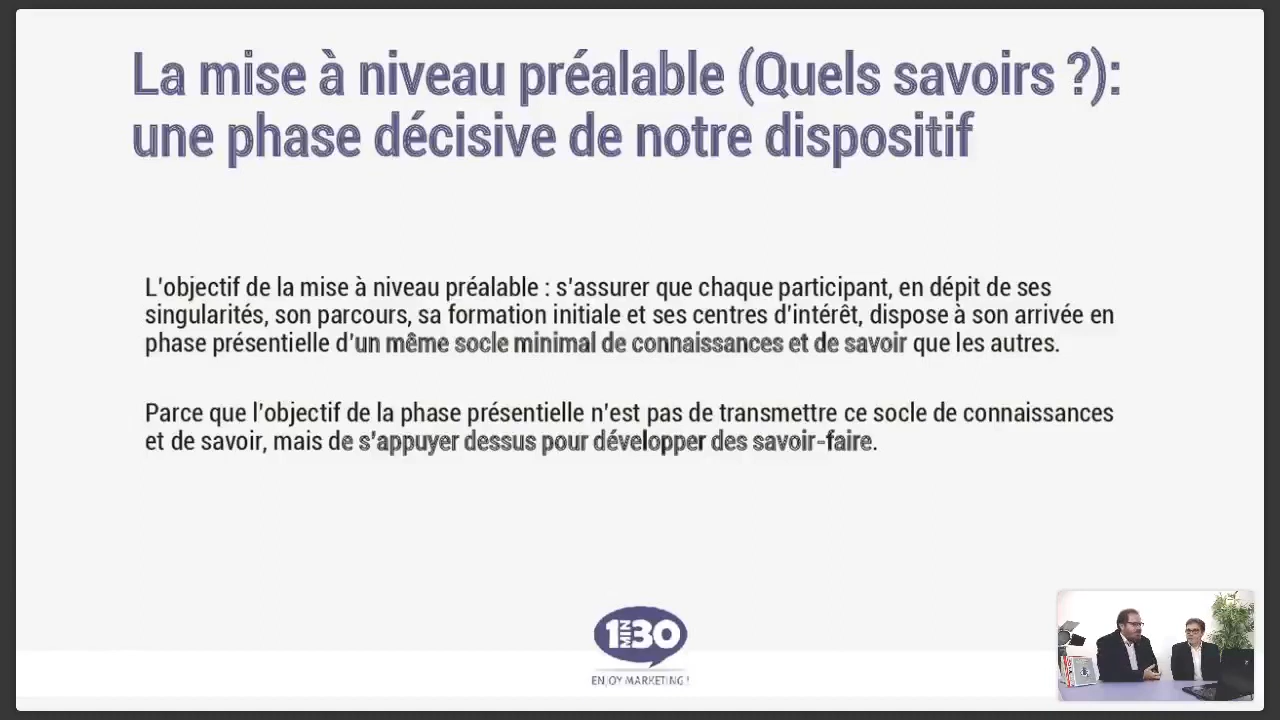 La mise à niveau préalable (Quels savoirs ?):
une phase décisive de notre dispositif
L'objectif de la mise à niveau préalable : s'assurer que chaque participant, en dépit de ses
singularités, son parcours, sa formation initiale et ses centres d'intérêt, dispose à son arrivée en
phase présentielle d'un même socle minimal de connaissances et de savoir que les autres.
Parce que l'objectif de la phase présentielle n'est pas de transmettre ce socle de connaissances
et de savoir, mais de s'appuyer dessus pour développer des savoir-faire.
1MIN30
ENJOY MARKETING !